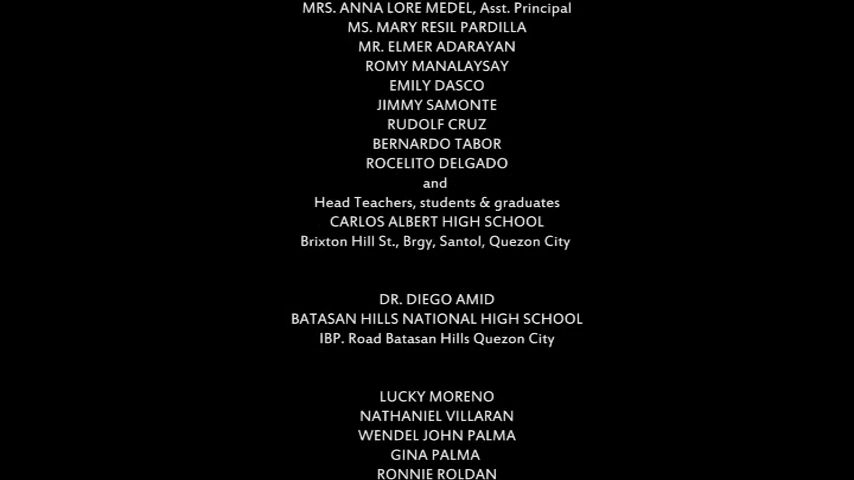 MRS. ANNA LORE MEDEL, Asst. Principal
MS. MARY RESIL PARDILLA
MR. ELMER ADARAYAN
ROMY MANALAYSAY
EMILY DASCO
JIMMY SAMONTE
RUDOLF CRUZ
BERNARDO TABOR
ROCELITO DELGADO
and
Head Teachers, students & graduates
CARLOS ALBERT HIGH SCHOOL
Brixton Hill St., Brgy, Santol, Quezon City
DR. DIEGO AMID
BATASAN HILLS NATIONAL HIGH SCHOOL
IBP. Road Batasan Hills Quezon City
LUCKY MORENO
NATHANIEL VILLARAN
WENDEL JOHN PALMA
GINA PALMA
RONNIE ROLDAN